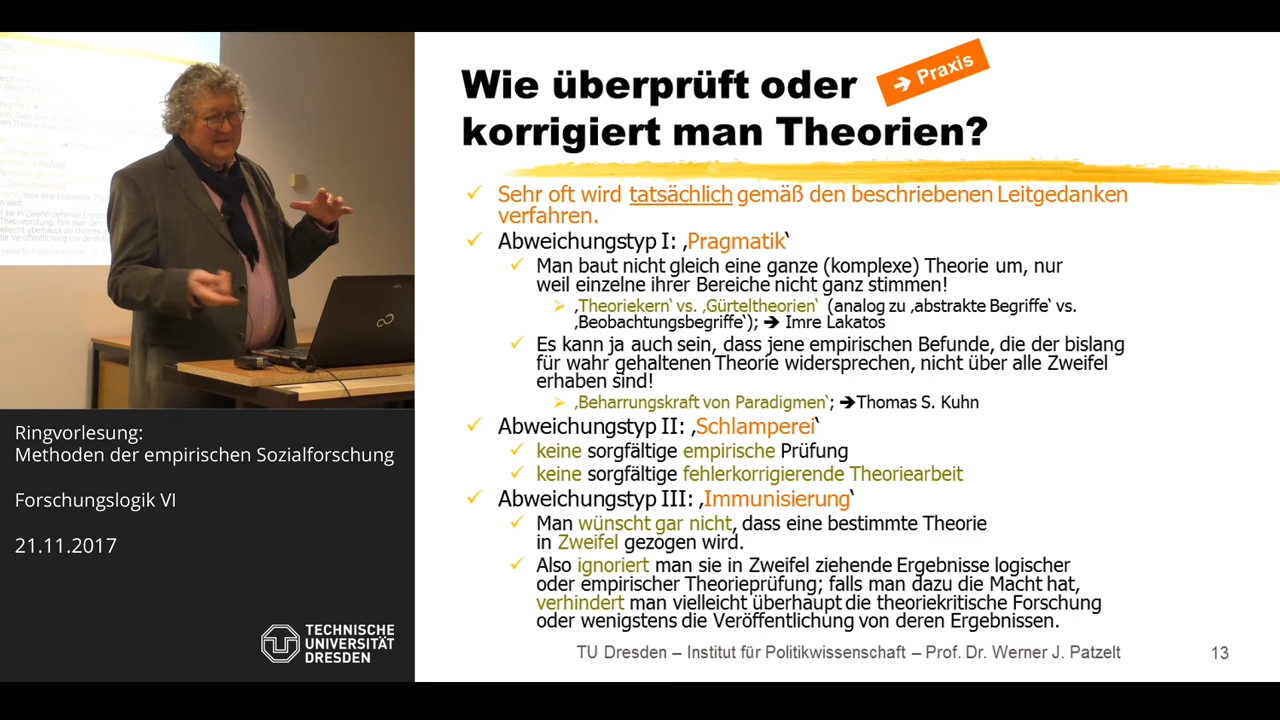 Wie überprüft oder
→ Praxis
korrigiert man Theorien?
Sehr oft wird tatsächlich gemäß den beschriebenen Leitgedanken
verfahren.
Abweichungstyp I: ‚Pragmatik‘
Man baut nicht gleich eine ganze (komplexe) Theorie um, nur
weil einzelne ihrer Bereiche nicht ganz stimmen!
‚Theoriekern‘ vs. ‚Gürteltheorien‘ (analog zu ‚abstrakte Begriffe‘ vs.
‚Beobachtungsbegriffe‘); → Imre Lakatos
Es kann ja auch sein, dass jene empirischen Befunde, die der bislang
für wahr gehaltenen Theorie widersprechen, nicht über alle Zweifel
erhaben sind!
‚Beharrungskraft von Paradigmen‘; →Thomas S. Kuhn
Abweichungstyp II: ‚Schlamperei‘
keine sorgfältige empirische Prüfung
keine sorgfältige fehlerkorrigierende Theoriearbeit
Abweichungstyp III: ‚Immunisierung‘
Man wünscht gar nicht, dass eine bestimmte Theorie
in Zweifel gezogen wird.
Also ignoriert man sie in Zweifel ziehende Ergebnisse logischer
oder empirischer Theorieprüfung; falls man dazu die Macht hat,
verhindert man vielleicht überhaupt die theoriekritische Forschung
oder wenigstens die Veröffentlichung von deren Ergebnissen.
TU Dresden – Institut für Politikwissenschaft – Prof. Dr. Werner J. Patzelt
13
Ringvorlesung:
Methoden der empirischen Sozialforschung
Forschungslogik VI
21.11.2017
TECHNISCHE
UNIVERSITÄT
DRESDEN